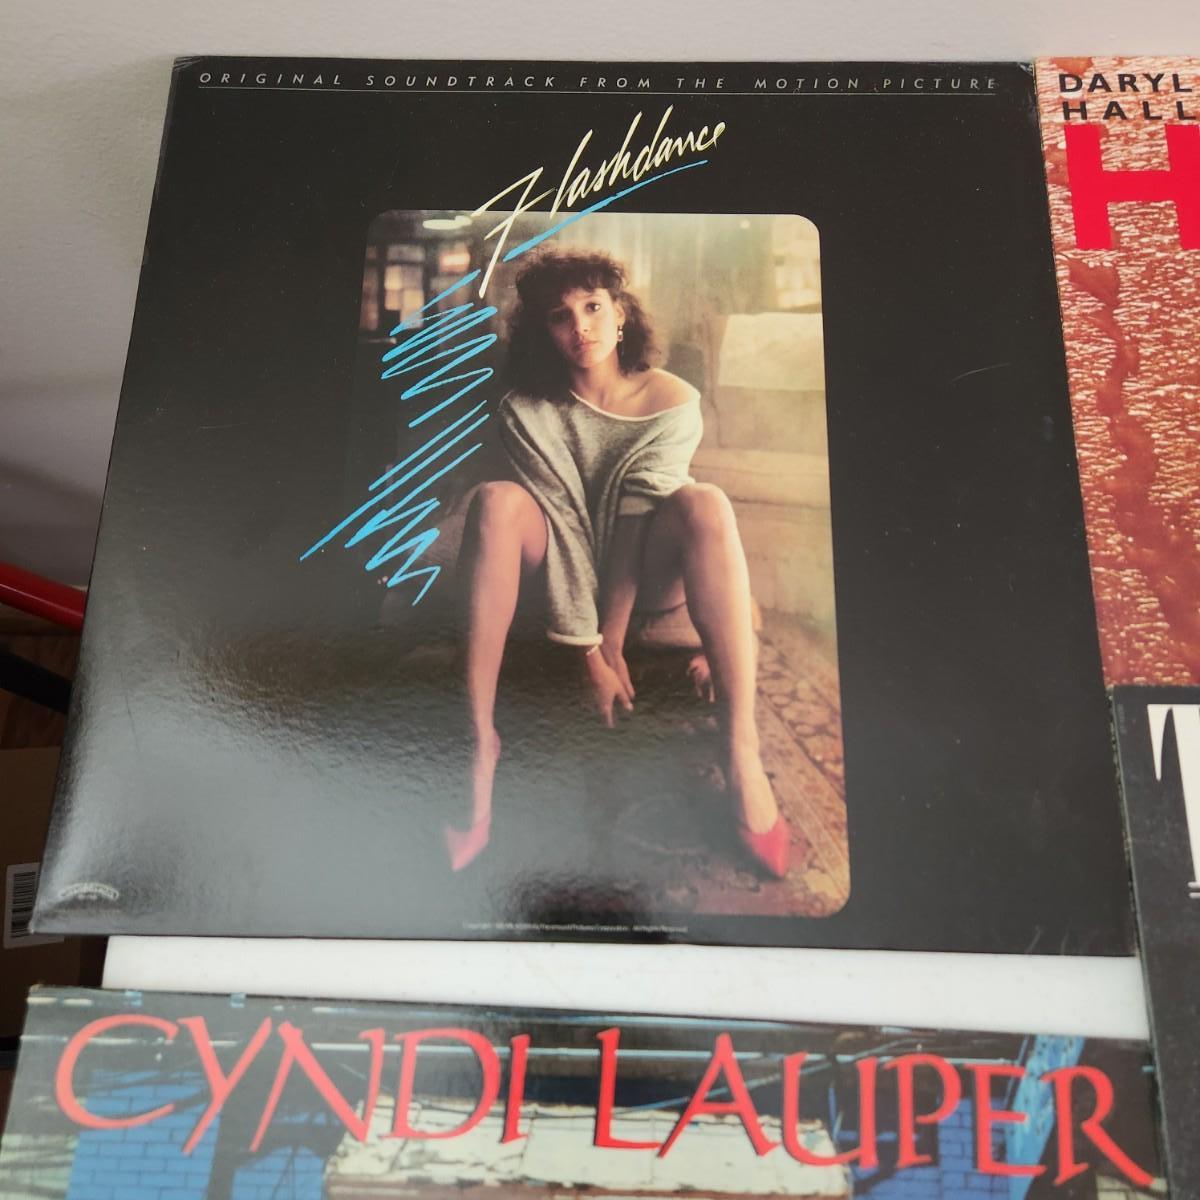 ORIGINAL SOUNDTRACK FROM THE MOTION PICTURE
Flashdance
DARYL
HALL
H
T
CYNDI LAUPER